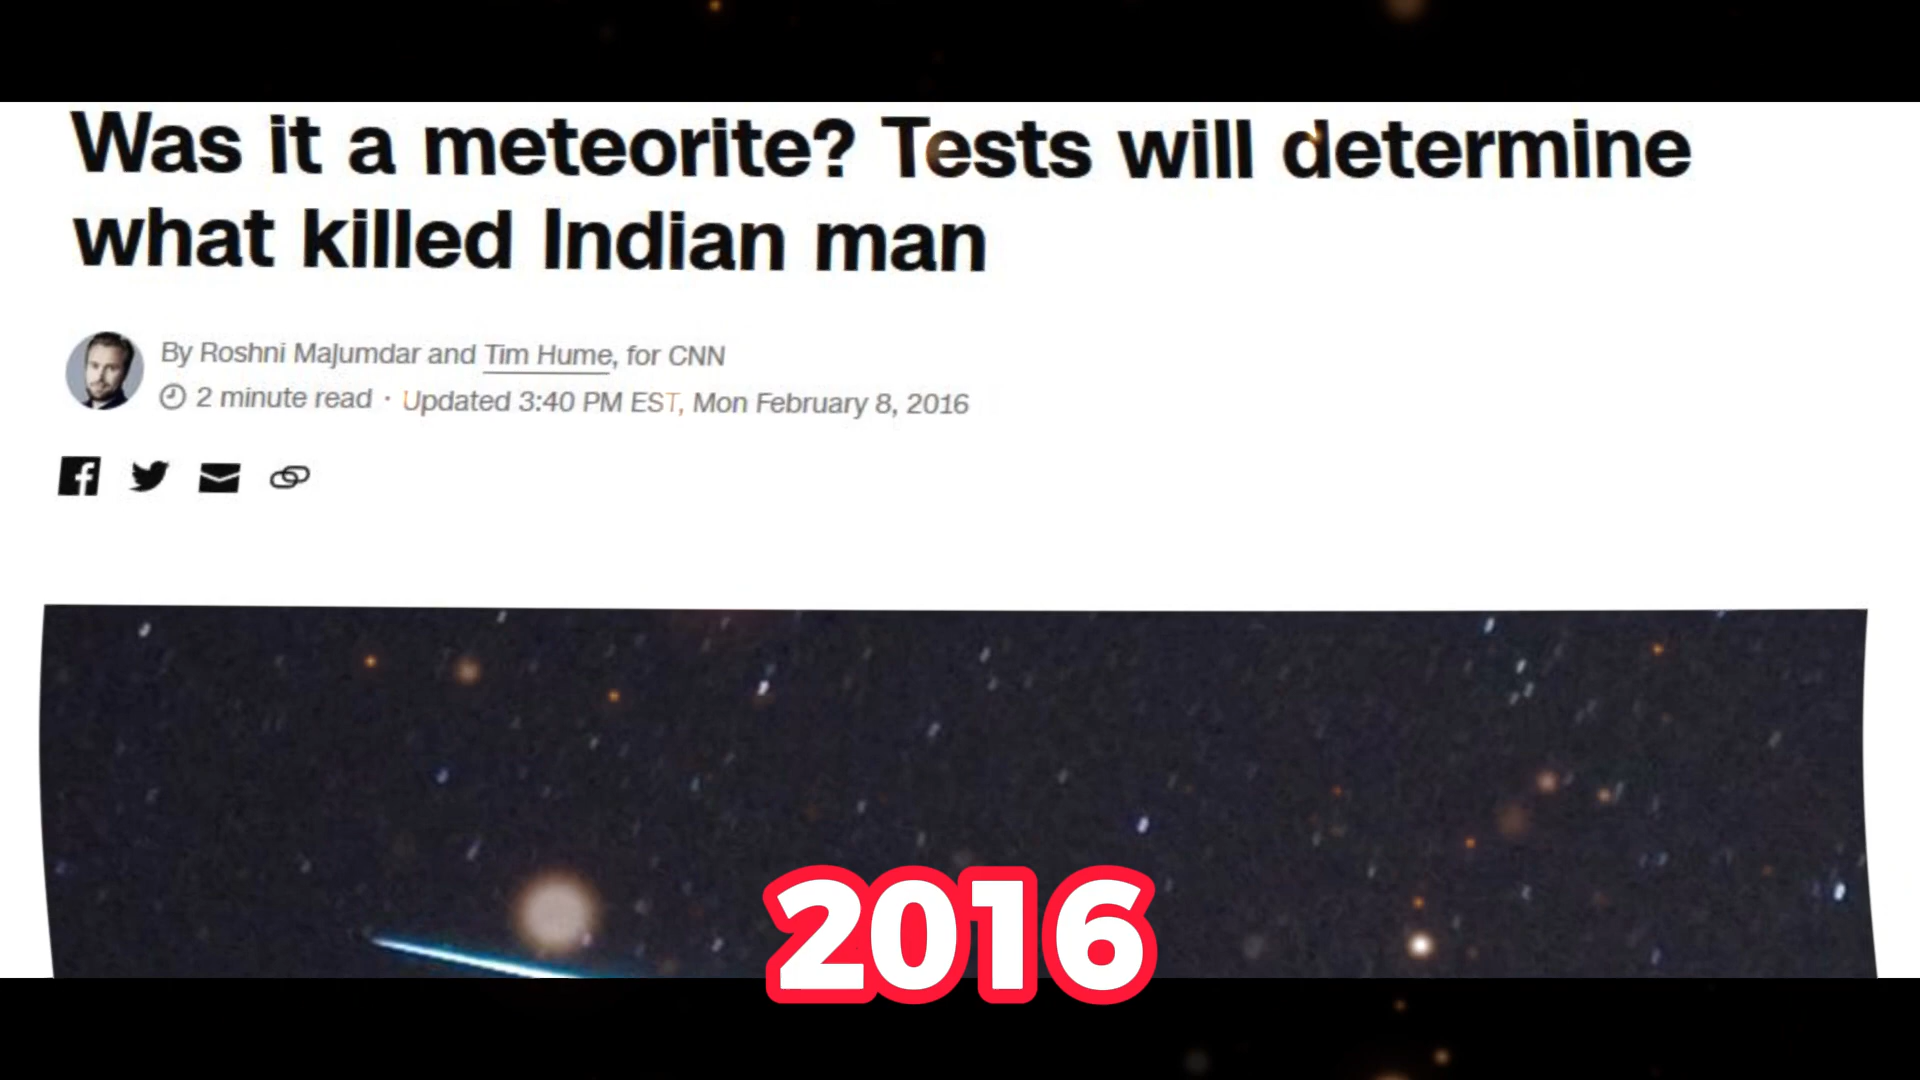 Was it a meteorite? Tests will determine
what killed Indian man
By Roshni Majumdar and Tim Hume, for CNN
2 minute read · Updated 3:40 PM EST, Mon February 8, 2016
2016